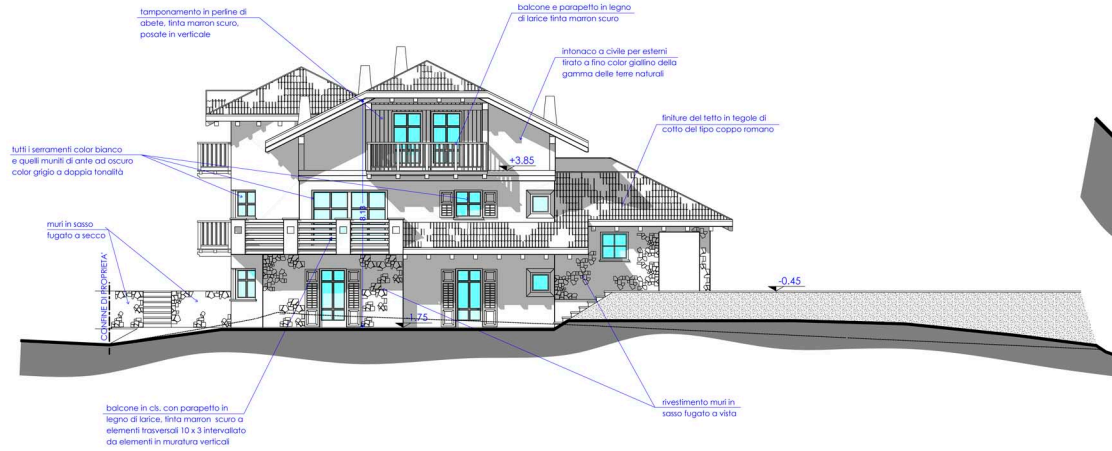 tamponamento in perline di
abete, tinta marron scuro,
posate in verticale
balcone e parapetto in legno
di larice tinta marron scuro
intonaco a civile per esterni
tirato a fino color giallino della
gamma delle terre naturali
finiture del tetto in tegole di
cotto del tipo coppo romano
tutti i serramenti color bianco
e quelli muniti di ante ad oscuro
color grigio a doppia tonalità
+3.85
muri in sasso
fugato a secco
CONFINE DI PROPRIETA'
-0.45
-1.75
balcone in cls. con parapetto in
legno di larice, tinta marron scuro a
elementi trasversali 10 x 3 intervallato
da elementi in muratura verticali
rivestimento muri in
sasso fugato a vista